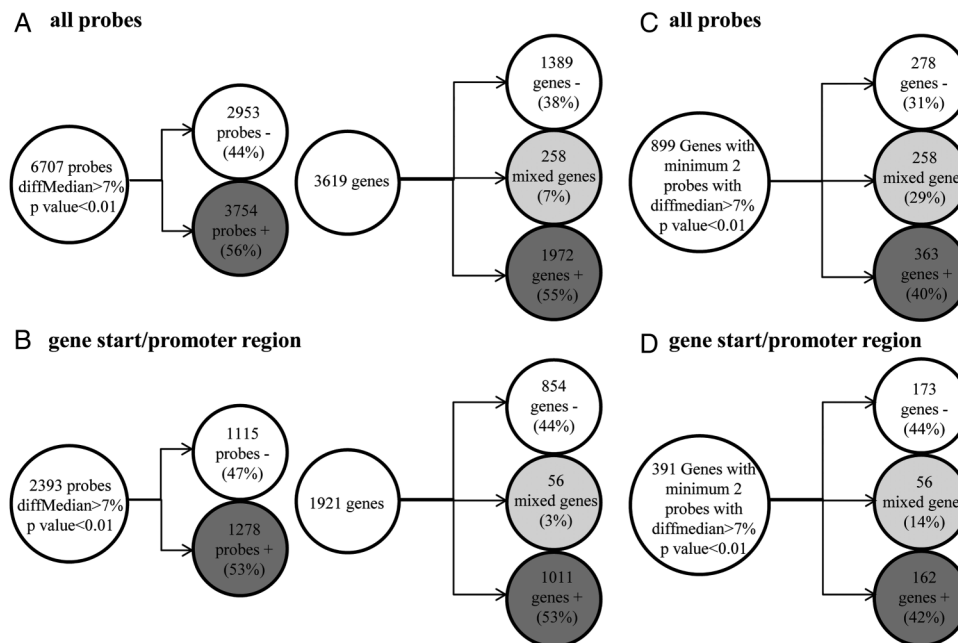 A all probes
6707 probes
diffMedian>7%
p value<0.01
2953
probes -
(44%)
3754
probes +
(56%)
3619 genes
1389
genes -
(38%)
258
mixed genes
(7%)
1972
genes +
(55%)
C all probes
899 Genes with
minimum 2
probes with
diffmedian>7%
p value<0.01
278
genes -
(31%)
258
mixed genes
(29%)
363
genes +
(40%)
B gene start/promoter region
2393 probes
diffMedian>7%
p value<0.01
1115
probes -
(47%)
1278
probes +
(53%)
1921 genes
854
genes -
(44%)
56
mixed genes
(3%)
1011
genes +
(53%)
D gene start/promoter region
391 Genes with
minimum 2
probes with
diffmedian>7%
p value<0.01
173
genes -
(44%)
56
mixed genes
(14%)
162
genes +
(42%)